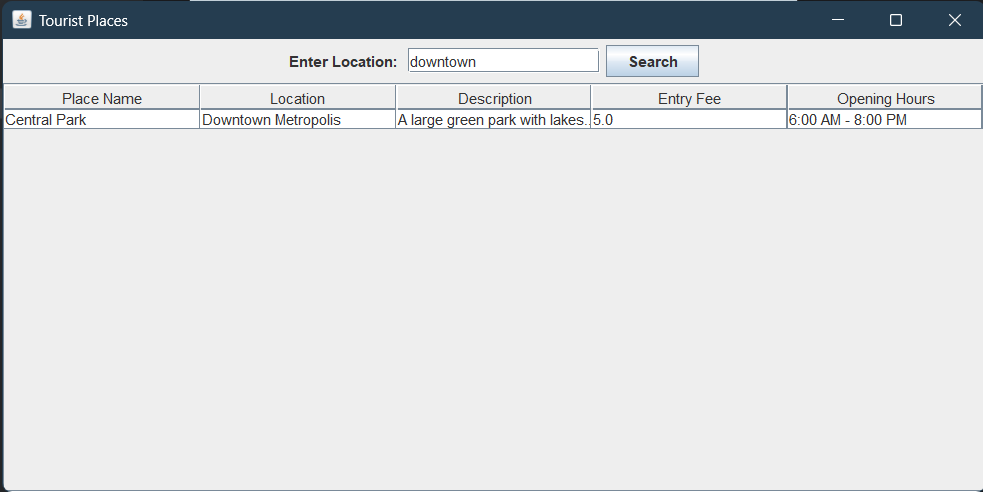 Tourist Places
Enter Location: downtown Search
Place Name Location Description Entry Fee Opening Hours
Central Park Downtown Metropolis A large green park with lakes.. 5.0 6:00 AM - 8:00 PM